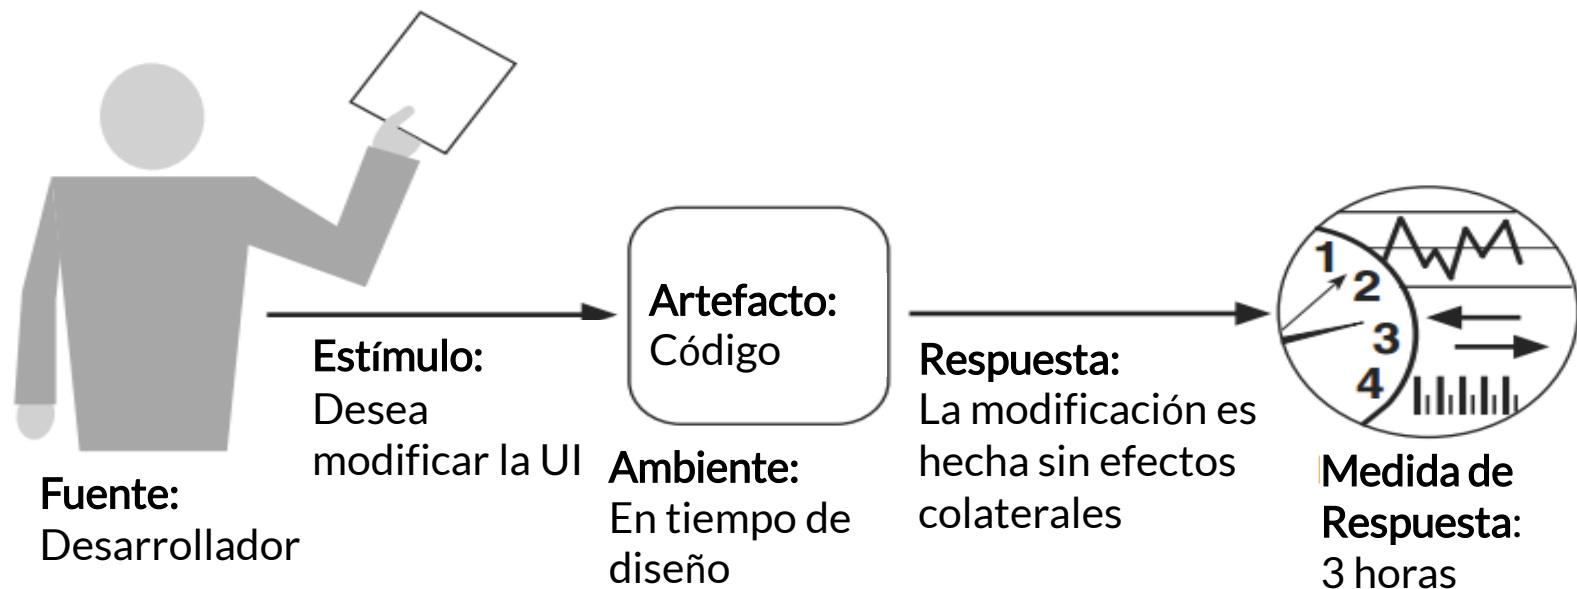 Fuente:
Desarrollador
Estímulo:
Desea
modificar la UI
Artefacto:
Código
Ambiente:
En tiempo de
diseño
Respuesta:
La modificación es
hecha sin efectos
colaterales
1
2
3
4
Medida de
Respuesta:
3 horas